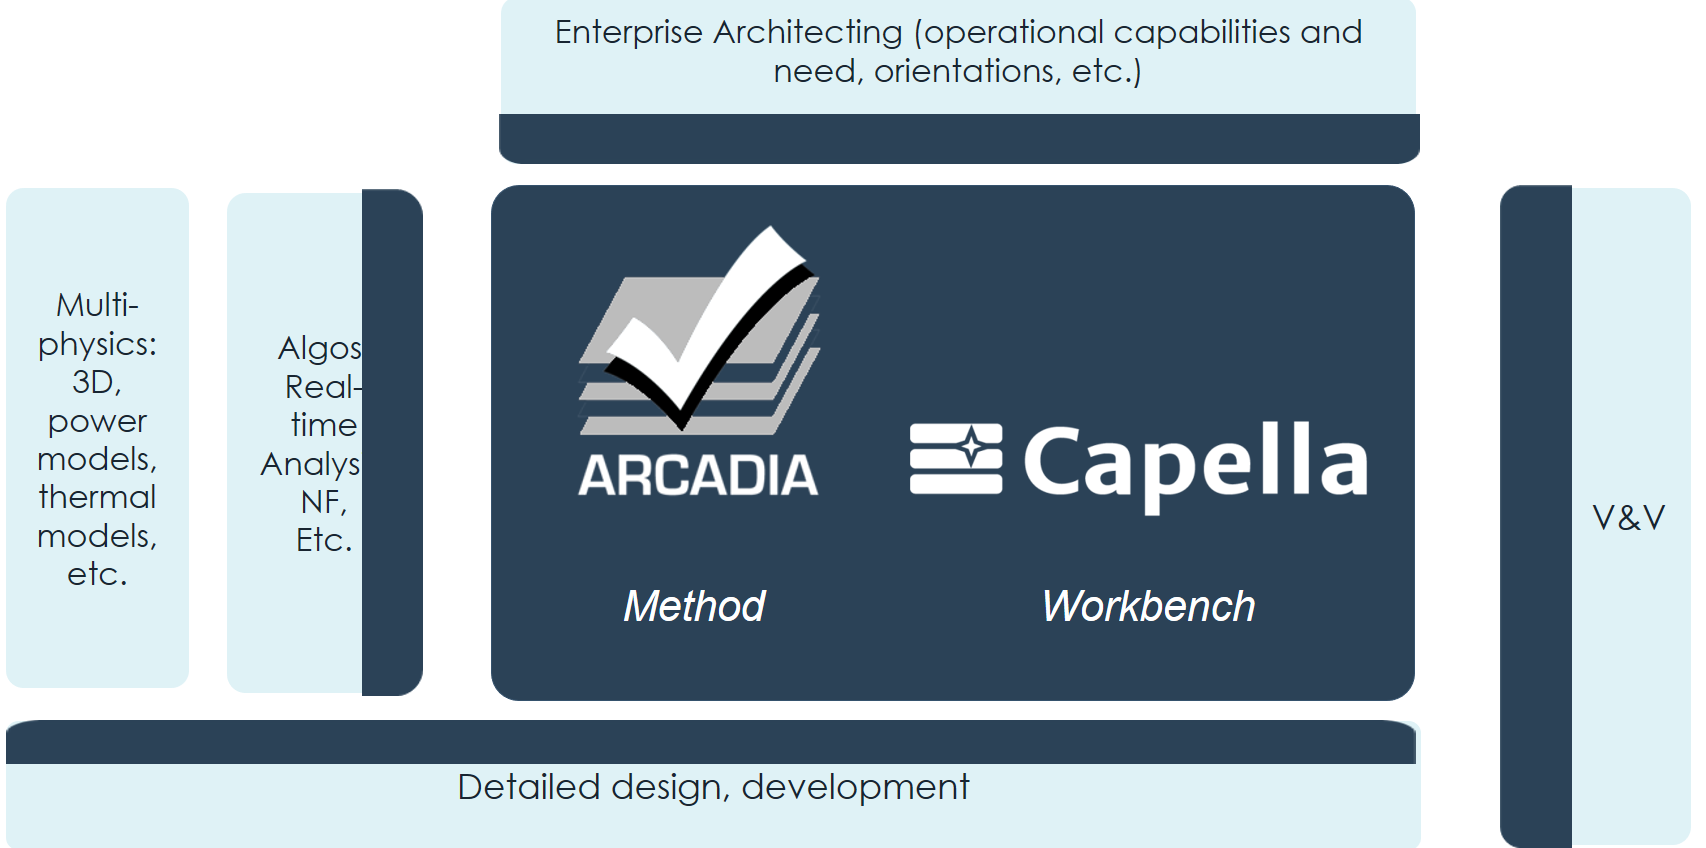 Enterprise Architecting (operational capabilities and
need, orientations, etc.)
Multi-
physics:
3D,
power
models,
thermal
models,
etc.
Algos
Real-
time
Analys
NF,
Etc.
ARCADIA
Method
Capella
Workbench
V&V
Detailed design, development